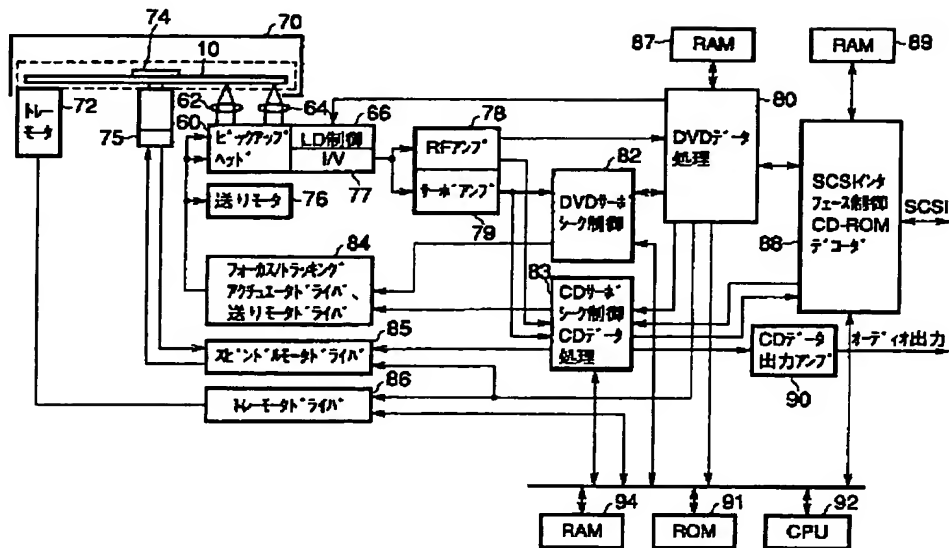 74
70
87
RAM
RAM
89
10
72
トレー
モータ
62
64
66
60
75
ピックアップ
ヘッド
LD制御
I/V
77
78
RFアンプ
サーボアンプ
79
80
DVDデータ
処理
82
DVDサーボ
シーク制御
送りモータ
76
SCSIインタ
フェース制御
CD-ROM
デコーダ
88
SCSI
84
フォーカス/トラッキング
アクチュエータドライバ、
送りモータドライバ
83
CDサーボ
シーク制御
CDデータ
処理
85
スピンドルモータドライバ
86
トレーモータドライバ
CDデータ
出力アンプ
90
オーディオ出力
94
RAM
91
ROM
92
CPU